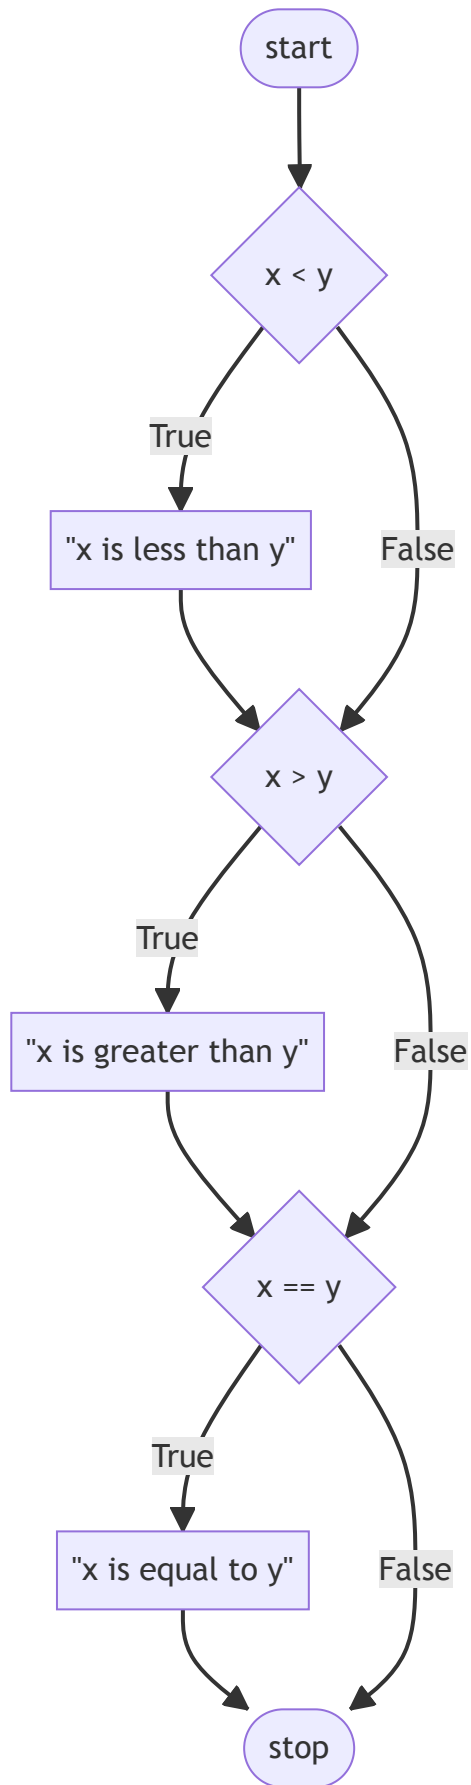 start
x < y
True
"x is less than y"
False
x > y
True
"x is greater than y"
False
x == y
True
"x is equal to y"
False
stop